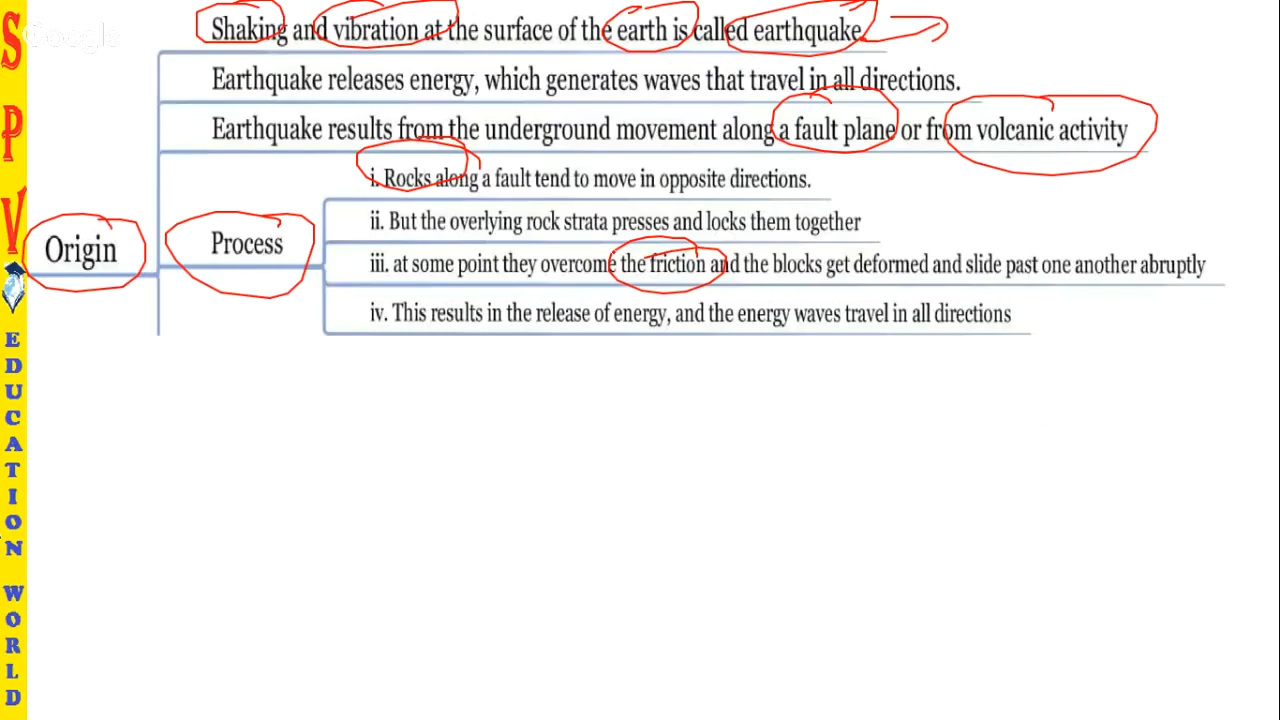 Shaking and vibration at the surface of the earth is called earthquake
Earthquake releases energy, which generates waves that travel in all directions.
Earthquake results from the underground movement along a fault plane or from volcanic activity
i. Rocks along a fault tend to move in opposite directions.
ii. But the overlying rock strata presses and locks them together
Origin
Process
iii. at some point they overcome the friction and the blocks get deformed and slide past one another abruptly
iv. This results in the release of energy, and the energy waves travel in all directions
SPV
EDUCATION WORLD
Google